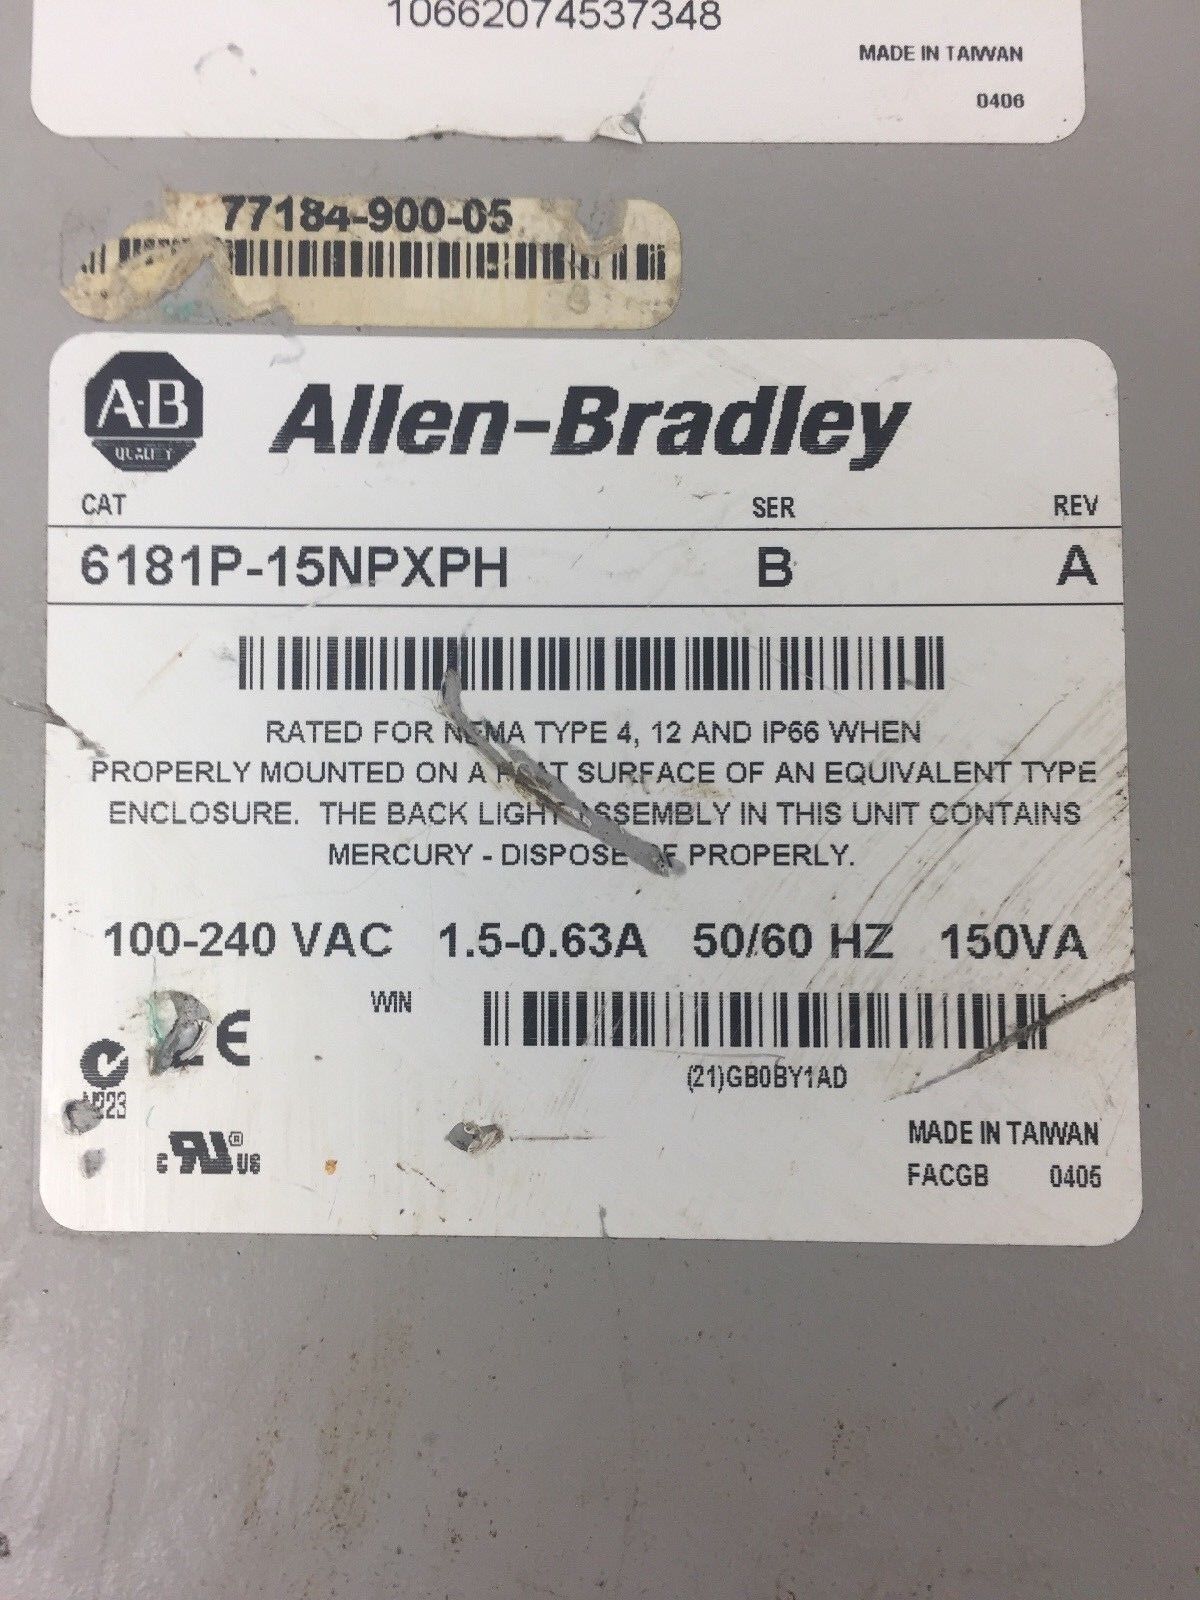 10662074537348
MADE IN TAIWAN
0406
77184-900-05
A-B
QUALITY
Allen-Bradley
CAT SER REV
6181P-15NPXPH B A
RATED FOR NEMA TYPE 4, 12 AND IP66 WHEN
PROPERLY MOUNTED ON A FLAT SURFACE OF AN EQUIVALENT TYPE
ENCLOSURE. THE BACK LIGHT ASSEMBLY IN THIS UNIT CONTAINS
MERCURY - DISPOSE OF PROPERLY.
100-240 VAC 1.5-0.63A 50/60 HZ 150VA
WIN
CE
(21)GB0BY1AD
N223
MADE IN TAIWAN
C UR® US
FACGB 0405